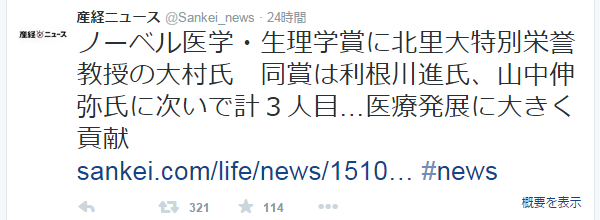 産経ニュース @Sankei_news · 24時間
産経ニュース
ノーベル医学・生理学賞に北里大特別栄誉
教授の大村氏　同賞は利根川進氏、山中伸
弥氏に次いで計３人目…医療発展に大きく
貢献
sankei.com/life/news/1510… #news
321 114 概要を表示